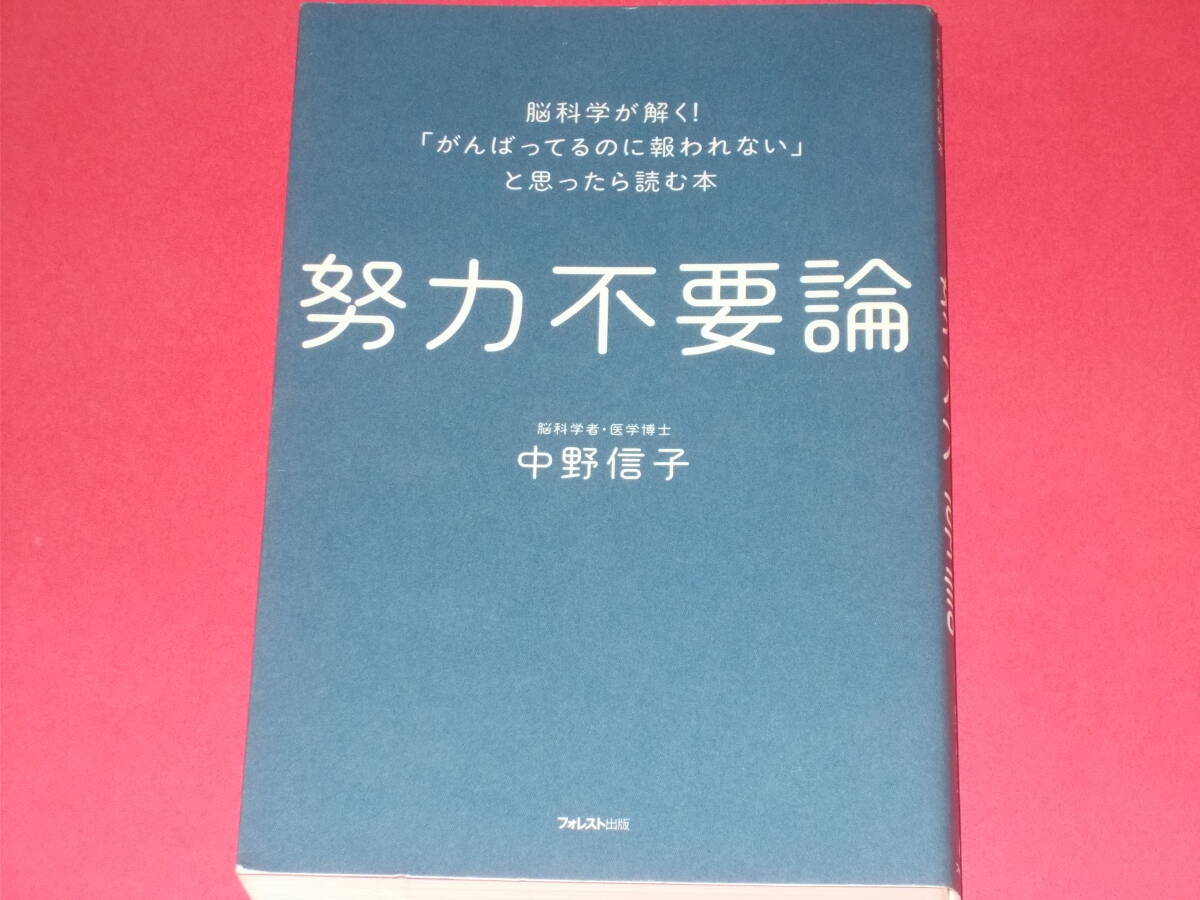 脳科学が解く!
「がんばってるのに報われない」
と思ったら読む本
努力不要論
脳科学者・医学博士
中野信子
フォレスト出版